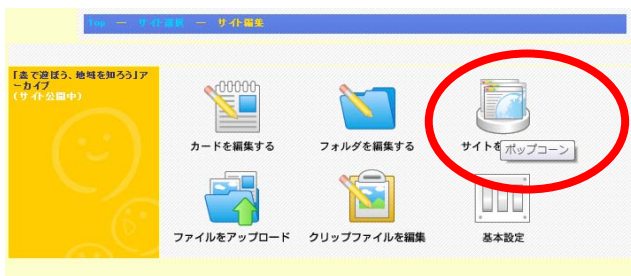 Top ― サイト選択 ― サイト編集
「まで遊ぼう、地域を知ろう」ア
ーカイブ
(サイト公開中)
カードを編集する
フォルダを編集する
サイトを
ポップコーン
ファイルをアップロード
クリップファイルを編集
基本設定